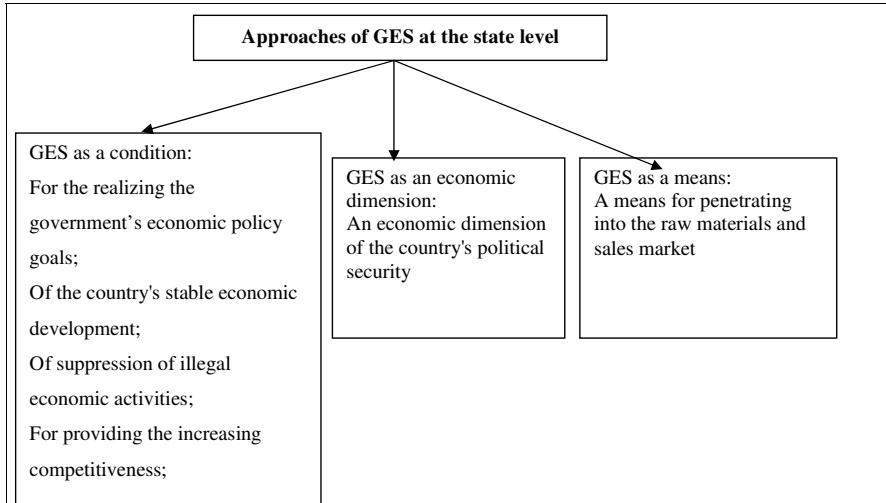 Approaches of GES at the state level
GES as a condition:
For the realizing the
government's economic policy
goals;
Of the country's stable economic
development;
Of suppression of illegal
economic activities;
For providing the increasing
competitiveness;
GES as an economic
dimension:
An economic dimension
of the country's political
security
GES as a means:
A means for penetrating
into the raw materials and
sales market